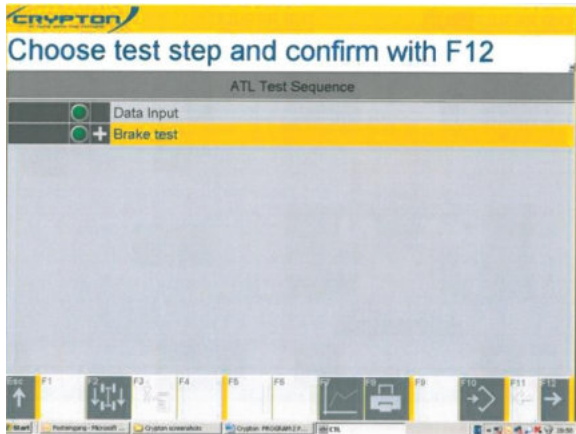 CRYPTON
Choose test step and confirm with F12
ATL Test Sequence
Data Input
Brake test
Esc F1 F2 F3 F4 F5 F6 F7 F8 F9 F10 F11 F12
Start